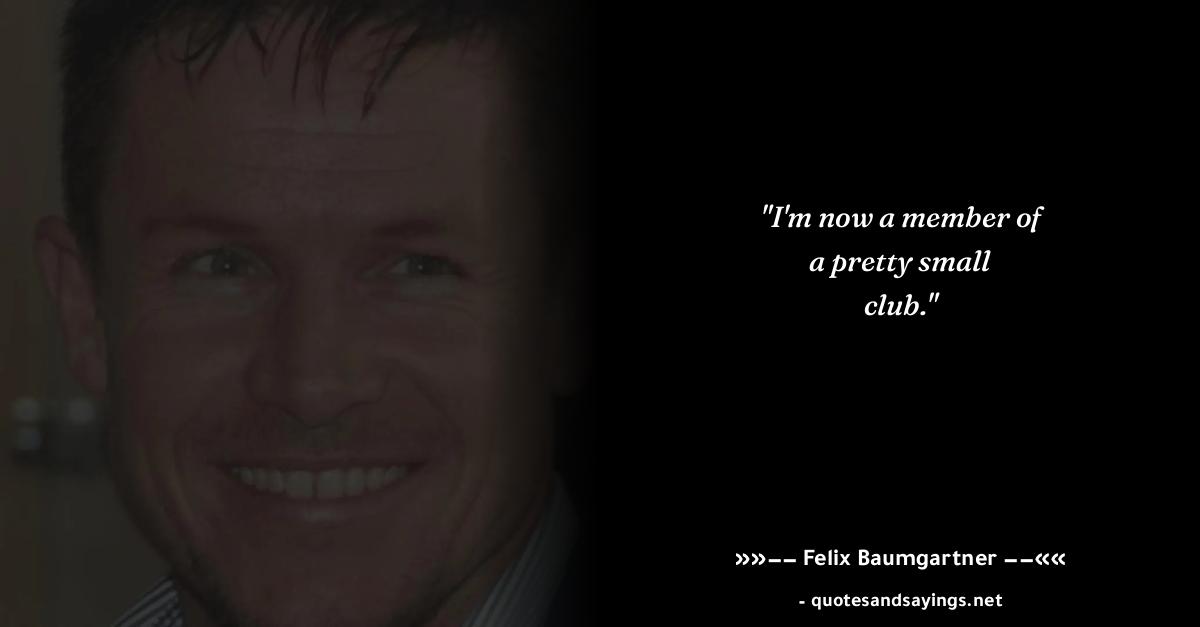 "I'm now a member of
a pretty small
club."
»»−− Felix Baumgartner −−««
- quotesandsayings.net